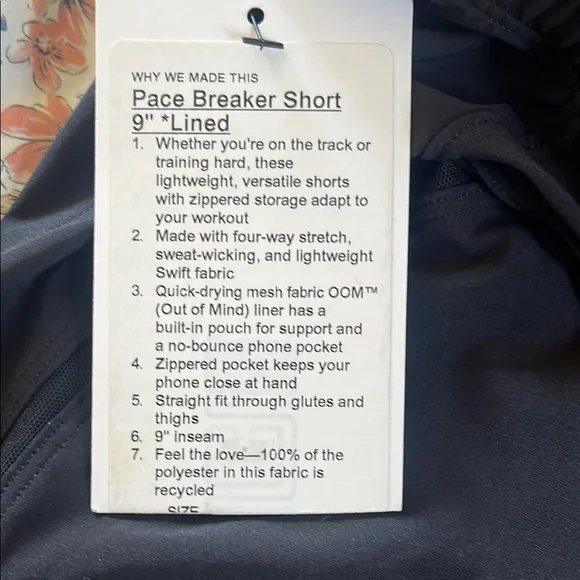 WHY WE MADE THIS
Pace Breaker Short
9" *Lined
1. Whether you're on the track or
training hard, these
lightweight, versatile shorts
with zippered storage adapt to
your workout
2. Made with four-way stretch,
sweat-wicking, and lightweight
Swift fabric
3. Quick-drying mesh fabric OOM™
(Out of Mind) liner has a
built-in pouch for support and
a no-bounce phone pocket
4. Zippered pocket keeps your
phone close at hand
5. Straight fit through glutes and
thighs
6. 9" inseam
7. Feel the love—100% of the
polyester in this fabric is
recycled
SIZE